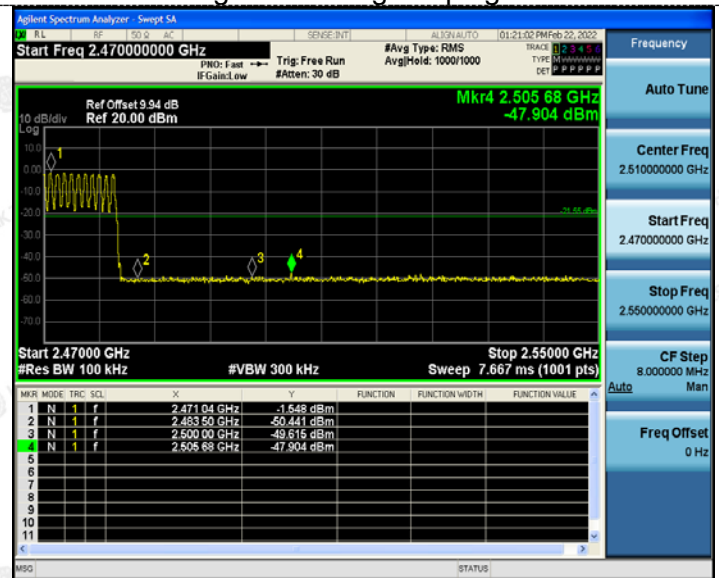 Agilent Spectrum Analyzer - Swept SA
RL RF 50 Ω AC SENSE:INT ALIGNAUTO 01:21:02 PMFeb 22, 2022
Start Freq 2.470000000 GHz
PNO: Fast
IFGain:Low
Trig: Free Run
#Atten: 30 dB
#Avg Type: RMS
Avg|Hold: 1000/1000
TRACE 1 2 3 4 5 6
TYPE M
DET P P P P P P
Ref Offset 9.94 dB
10 dB/div Ref 20.00 dBm
Log
Mkr4 2.505 68 GHz
-47.904 dBm
10.0
0.00
-10.0
-20.0
-30.0
-40.0
-50.0
-60.0
-70.0
1
2
3
4
-21.55 dBm
Start 2.47000 GHz Stop 2.55000 GHz
#Res BW 100 kHz #VBW 300 kHz Sweep 7.667 ms (1001 pts)
MKR MODE TRC SCL X Y FUNCTION FUNCTION WIDTH FUNCTION VALUE
1 N 1 f 2.471 04 GHz -1.548 dBm
2 N 1 f 2.483 50 GHz -50.441 dBm
3 N 1 f 2.500 00 GHz -49.615 dBm
4 N 1 f 2.505 68 GHz -47.904 dBm
5
6
7
8
9
10
11
MSG STATUS
Frequency
Auto Tune
Center Freq
2.510000000 GHz
Start Freq
2.470000000 GHz
Stop Freq
2.550000000 GHz
CF Step
8.000000 MHz
Auto Man
Freq Offset
0 Hz